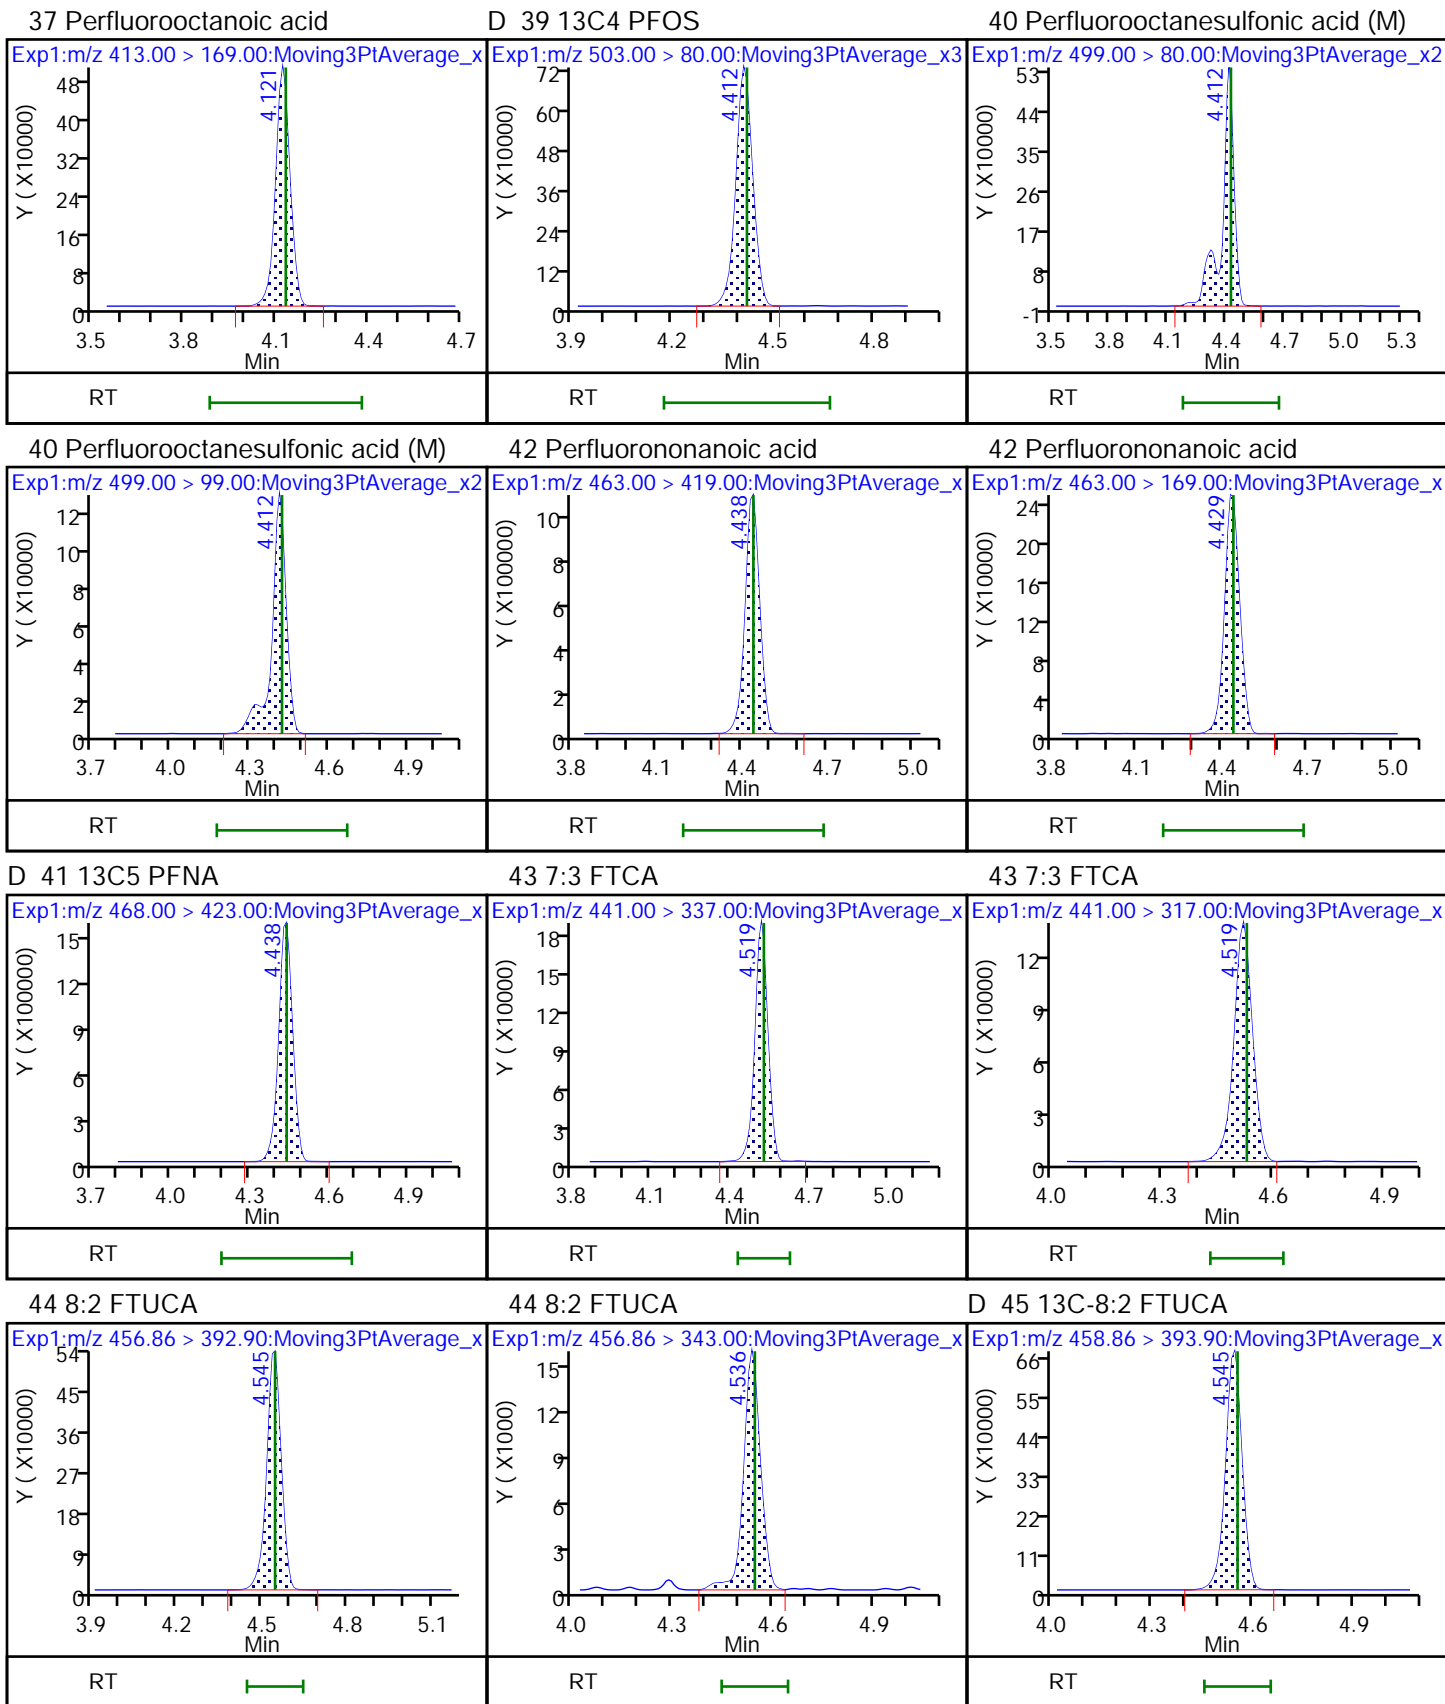 37 Perfluorooctanoic acid
Exp1:m/z 413.00 > 169.00:Moving3PtAverage_x
Y ( X10000)
48
40
32
24
16
8
0
4.121
3.5 3.8 4.1 4.4 4.7
Min
RT
D 39 13C4 PFOS
Exp1:m/z 503.00 > 80.00:Moving3PtAverage_x3
Y ( X10000)
72
60
48
36
24
12
0
4.412
3.9 4.2 4.5 4.8
Min
RT
40 Perfluorooctanesulfonic acid (M)
Exp1:m/z 499.00 > 80.00:Moving3PtAverage_x2
Y ( X10000)
53
44
35
26
17
8
-1
4.412
3.5 3.8 4.1 4.4 4.7 5.0 5.3
Min
RT
40 Perfluorooctanesulfonic acid (M)
Exp1:m/z 499.00 > 99.00:Moving3PtAverage_x2
Y ( X10000)
12
10
8
6
4
2
0
4.412
3.7 4.0 4.3 4.6 4.9
Min
RT
42 Perfluorononanoic acid
Exp1:m/z 463.00 > 419.00:Moving3PtAverage_x
Y ( X100000)
10
8
6
4
2
0
4.438
3.8 4.1 4.4 4.7 5.0
Min
RT
42 Perfluorononanoic acid
Exp1:m/z 463.00 > 169.00:Moving3PtAverage_x
Y ( X10000)
24
20
16
12
8
4
0
4.429
3.8 4.1 4.4 4.7 5.0
Min
RT
D 41 13C5 PFNA
Exp1:m/z 468.00 > 423.00:Moving3PtAverage_x
Y ( X100000)
15
12
9
6
3
0
4.438
3.7 4.0 4.3 4.6 4.9
Min
RT
43 7:3 FTCA
Exp1:m/z 441.00 > 337.00:Moving3PtAverage_x
Y ( X10000)
18
15
12
9
6
3
0
4.519
3.8 4.1 4.4 4.7 5.0
Min
RT
43 7:3 FTCA
Exp1:m/z 441.00 > 317.00:Moving3PtAverage_x
Y ( X10000)
12
9
6
3
0
4.519
4.0 4.3 4.6 4.9
Min
RT
44 8:2 FTUCA
Exp1:m/z 456.86 > 392.90:Moving3PtAverage_x
Y ( X10000)
54
45
36
27
18
9
0
4.545
3.9 4.2 4.5 4.8 5.1
Min
RT
44 8:2 FTUCA
Exp1:m/z 456.86 > 343.00:Moving3PtAverage_x
Y ( X1000)
15
12
9
6
3
0
4.536
4.0 4.3 4.6 4.9
Min
RT
D 45 13C-8:2 FTUCA
Exp1:m/z 458.86 > 393.90:Moving3PtAverage_x
Y ( X10000)
66
55
44
33
22
11
0
4.545
4.0 4.3 4.6 4.9
Min
RT